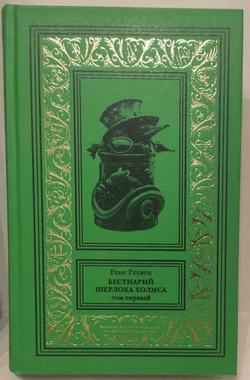 Рене Реувен
БЕСТИАРИЙ
ШЕРЛОКА ХОЛМСА
том первый